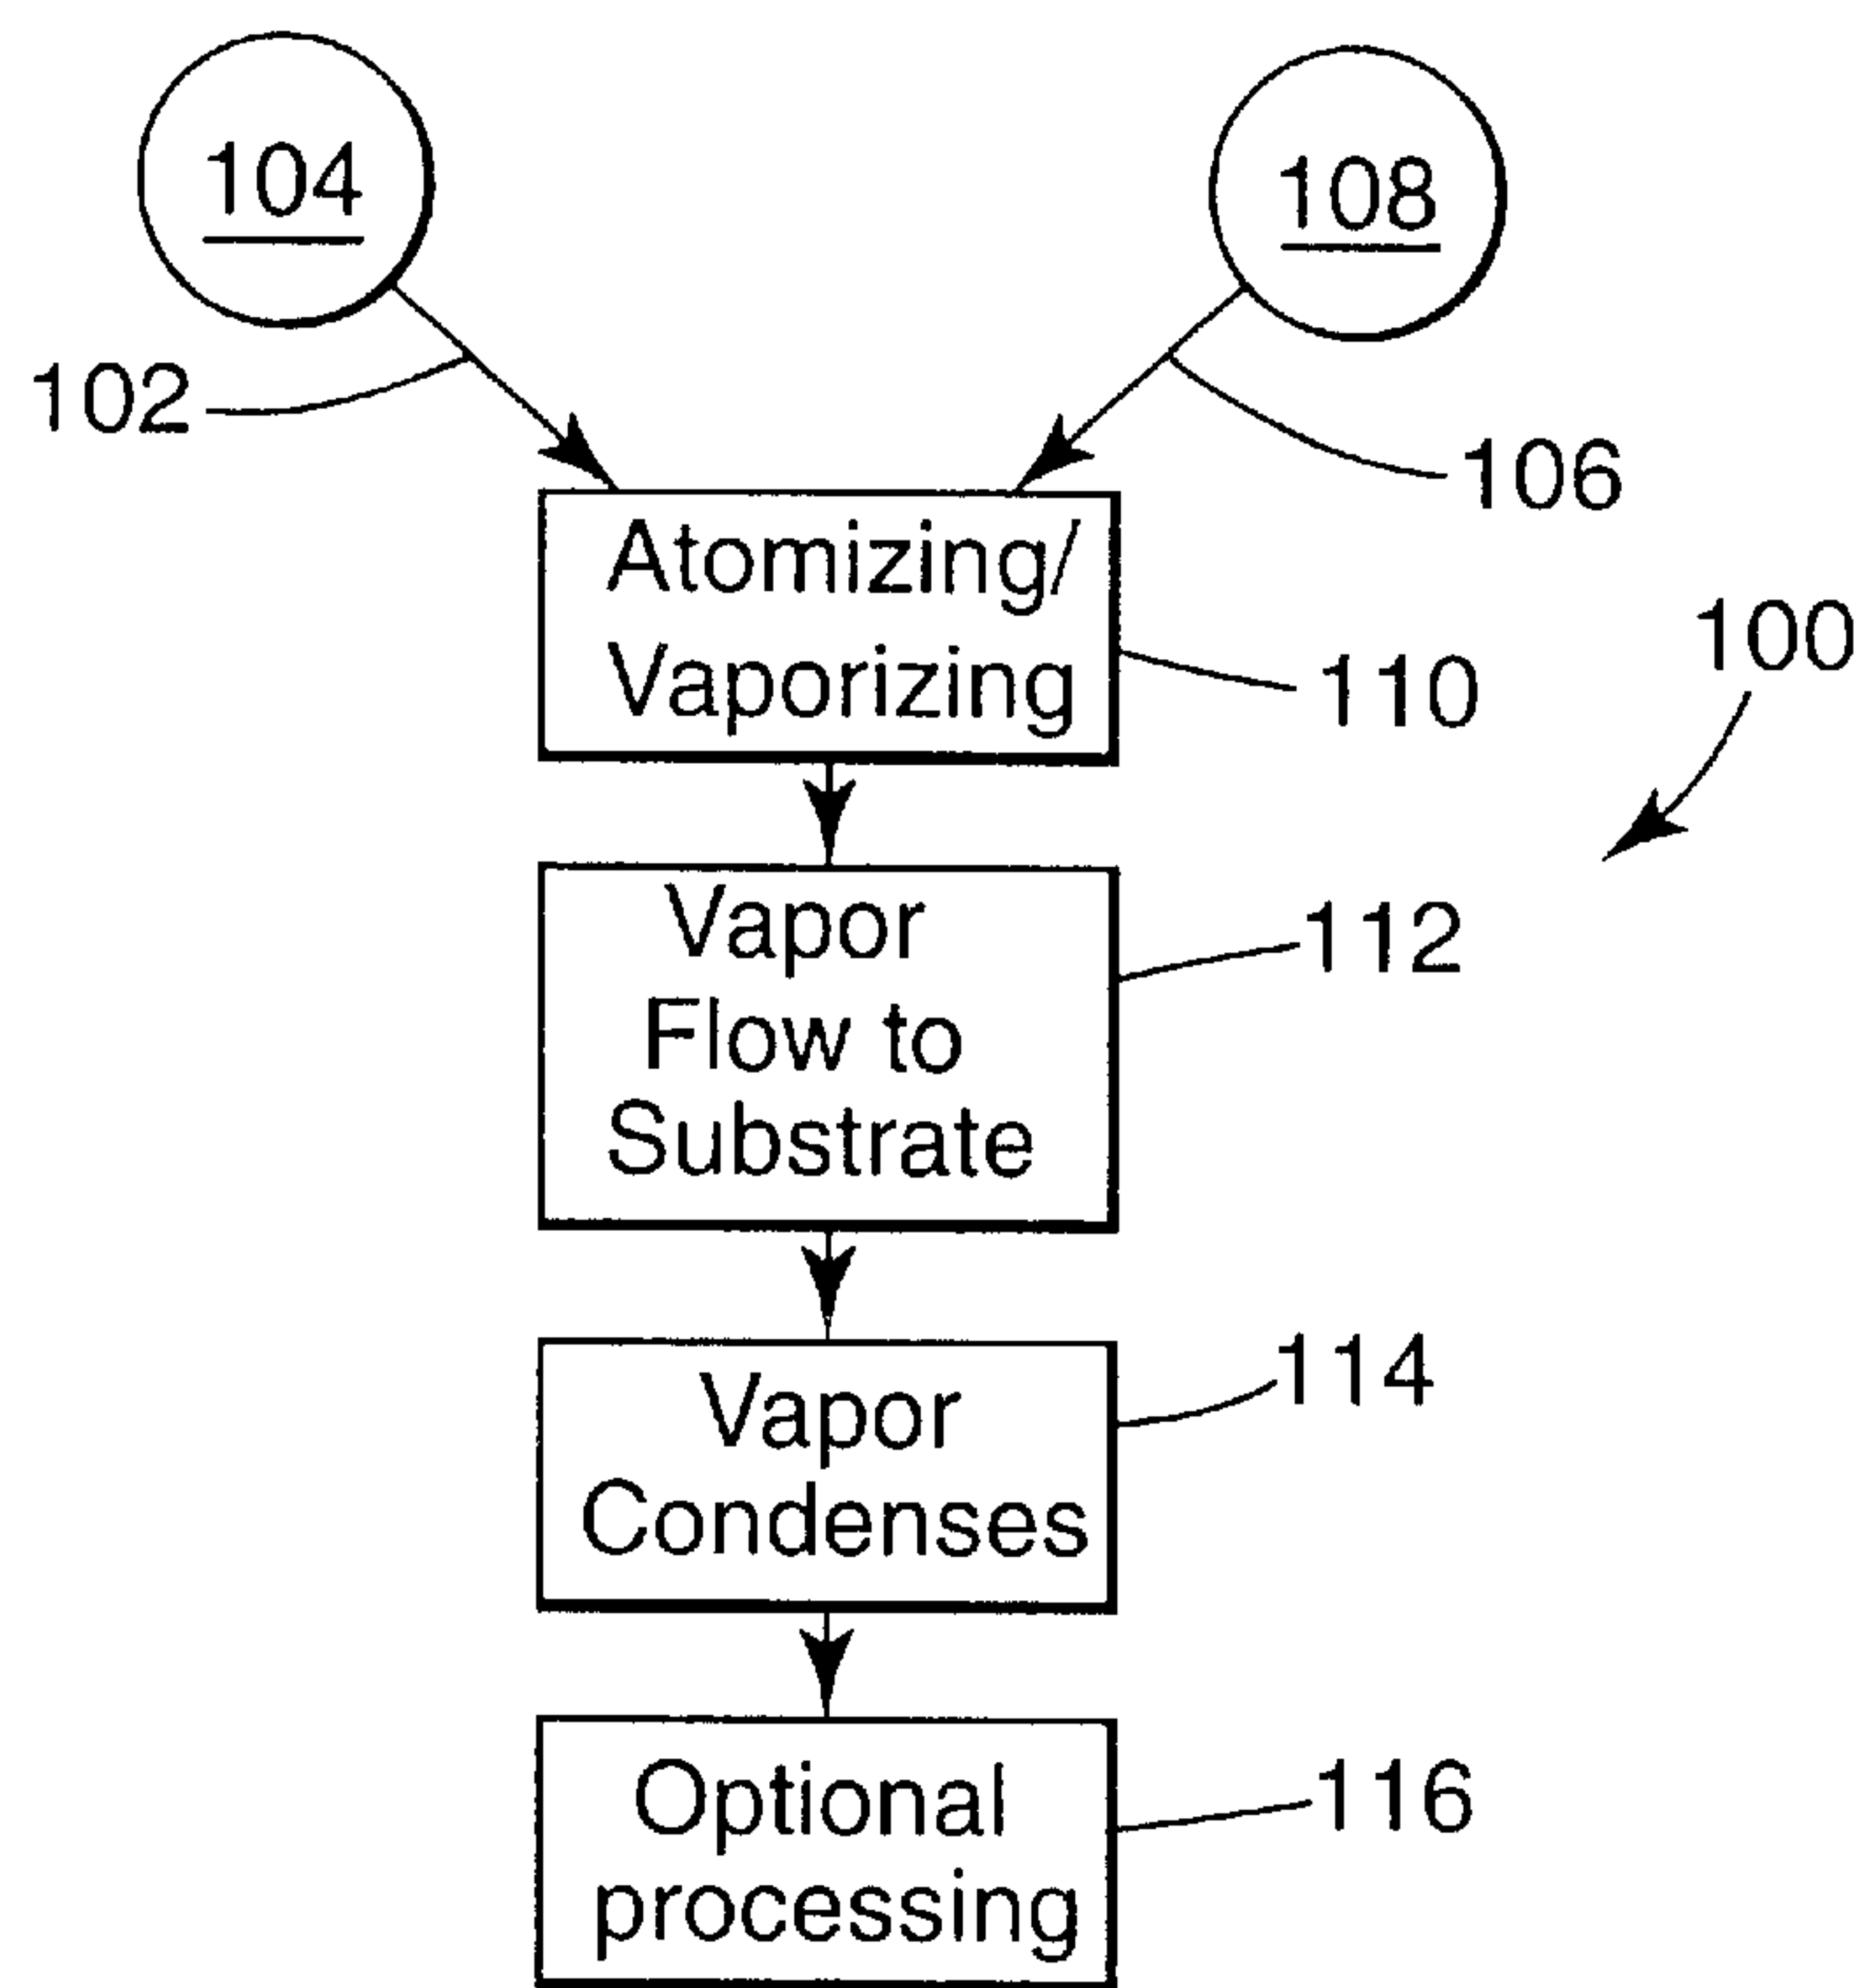 104
108
102
106
Atomizing/
Vaporizing
110
100
Vapor
Flow to
Substrate
112
Vapor
Condenses
114
Optional
processing
116